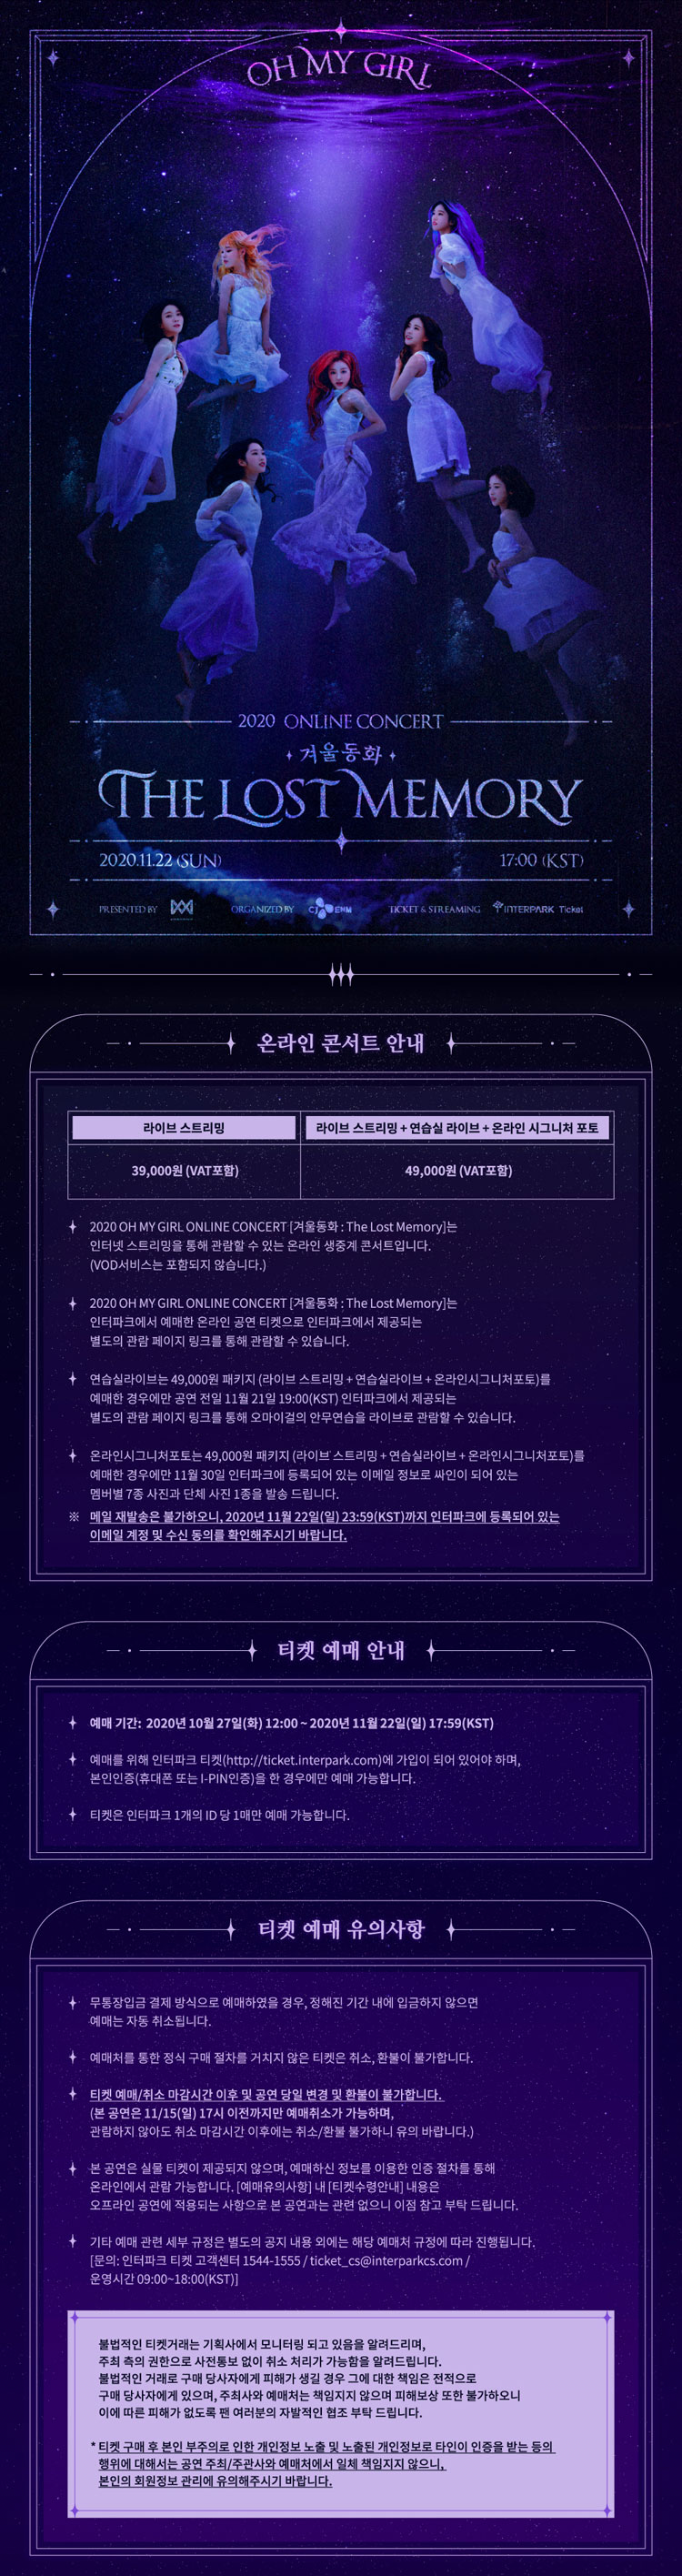 OH MY GIRL
2020 ONLINE CONCERT
겨울동화
THE LOST MEMORY
2020.11.22 (SUN)
17:00 (KST)
PRESENTED BY
ORGANIZED BY CJ ENM
TICKET & STREAMING INTERPARK Ticket
온라인 콘서트 안내
라이브 스트리밍
라이브 스트리밍 + 연습실 라이브 + 온라인 시그니처 포토
39,000원 (VAT포함)
49,000원 (VAT포함)
2020 OH MY GIRL ONLINE CONCERT [겨울동화 : The Lost Memory]는
인터넷 스트리밍을 통해 관람할 수 있는 온라인 생중계 콘서트입니다.
(VOD서비스는 포함되지 않습니다.)
2020 OH MY GIRL ONLINE CONCERT [겨울동화 : The Lost Memory]는
인터파크에서 예매한 온라인 공연 티켓으로 인터파크에서 제공되는
별도의 관람 페이지 링크를 통해 관람할 수 있습니다.
연습실라이브는 49,000원 패키지 (라이브 스트리밍 + 연습실라이브 + 온라인시그니처포토)를
예매한 경우에만 공연 전일 11월 21일 19:00(KST) 인터파크에서 제공되는
별도의 관람 페이지 링크를 통해 오마이걸의 안무연습을 라이브로 관람할 수 있습니다.
온라인시그니처포토는 49,000원 패키지 (라이브 스트리밍 + 연습실라이브 + 온라인시그니처포토)를
예매한 경우에만 11월 30일 인터파크에 등록되어 있는 이메일 정보로 싸인이 되어 있는
멤버별 7종 사진과 단체 사진 1종을 발송 드립니다.
※ 메일 재발송은 불가하오니, 2020년 11월 22일(일) 23:59(KST)까지 인터파크에 등록되어 있는
이메일 계정 및 수신 동의를 확인해주시기 바랍니다.
티켓 예매 안내
예매 기간: 2020년 10월 27일(화) 12:00 ~ 2020년 11월 22일(일) 17:59(KST)
예매를 위해 인터파크 티켓(http://ticket.interpark.com)에 가입이 되어 있어야 하며,
본인인증(휴대폰 또는 I-PIN인증)을 한 경우에만 예매 가능합니다.
티켓은 인터파크 1개의 ID 당 1매만 예매 가능합니다.
티켓 예매 유의사항
무통장입금 결제 방식으로 예매하였을 경우, 정해진 기간 내에 입금하지 않으면
예매는 자동 취소됩니다.
예매처를 통한 정식 구매 절차를 거치지 않은 티켓은 취소, 환불이 불가합니다.
티켓 예매/취소 마감시간 이후 및 공연 당일 변경 및 환불이 불가합니다.
(본 공연은 11/15(일) 17시 이전까지만 예매취소가 가능하며,
관람하지 않아도 취소 마감시간 이후에는 취소/환불 불가하니 유의 바랍니다.)
본 공연은 실물 티켓이 제공되지 않으며, 예매하신 정보를 이용한 인증 절차를 통해
온라인에서 관람 가능합니다. [예매유의사항] 내 [티켓수령안내] 내용은
오프라인 공연에 적용되는 사항으로 본 공연과는 관련 없으니 이점 참고 부탁 드립니다.
기타 예매 관련 세부 규정은 별도의 공지 내용 외에는 해당 예매처 규정에 따라 진행됩니다.
[문의: 인터파크 티켓 고객센터 1544-1555 / ticket_cs@interparkcs.com /
운영시간 09:00~18:00(KST)]
불법적인 티켓거래는 기획사에서 모니터링 되고 있음을 알려드리며,
주최 측의 권한으로 사전통보 없이 취소 처리가 가능함을 알려드립니다.
불법적인 거래로 구매 당사자에게 피해가 생길 경우 그에 대한 책임은 전적으로
구매 당사자에게 있으며, 주최사와 예매처는 책임지지 않으며 피해보상 또한 불가하오니
이에 따른 피해가 없도록 팬 여러분의 자발적인 협조 부탁 드립니다.
* 티켓 구매 후 본인 부주의로 인한 개인정보 노출 및 노출된 개인정보로 타인이 인증을 받는 등의
행위에 대해서는 공연 주최/주관사와 예매처에서 일체 책임지지 않으니,
본인의 회원정보 관리에 유의해주시기 바랍니다.